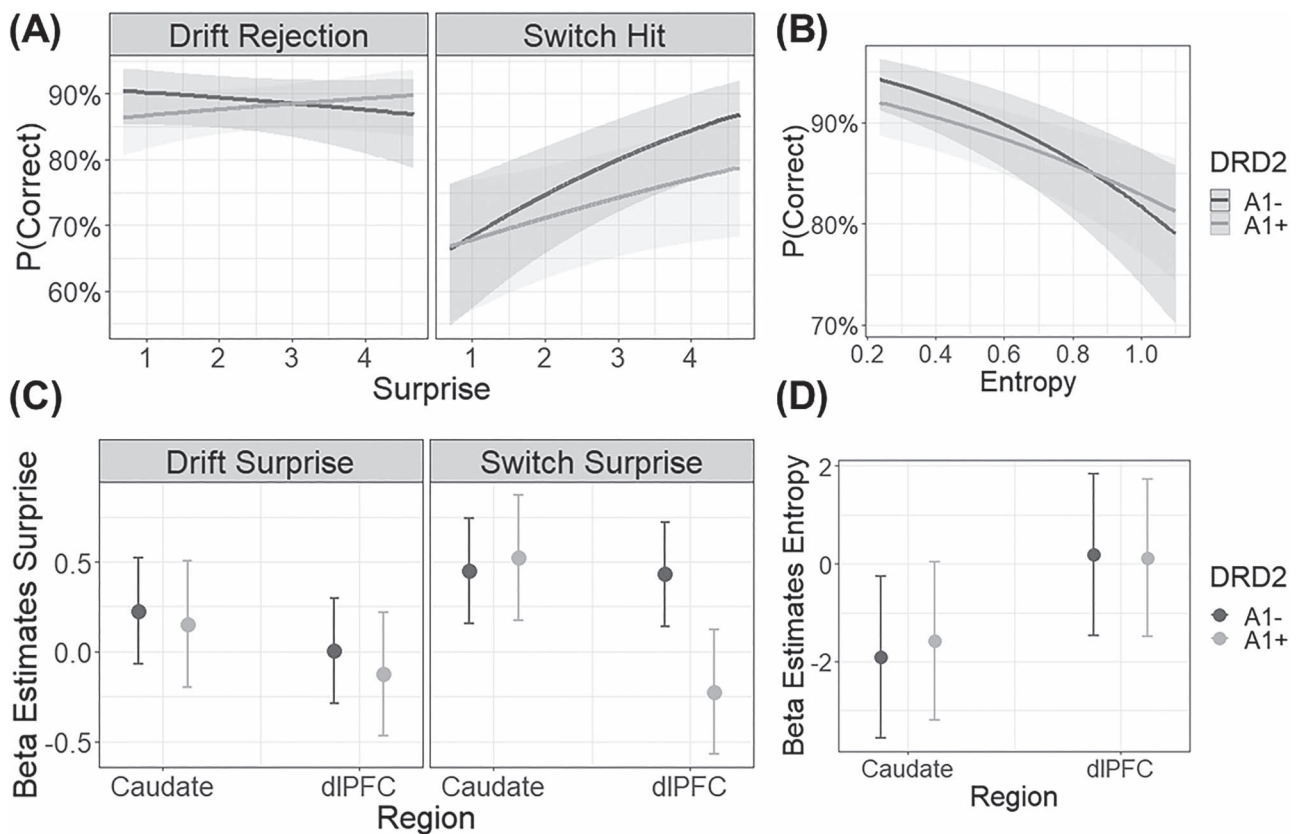 (A)
Drift Rejection
Switch Hit
P(Correct)
90%
80%
70%
60%
1 2 3 4
1 2 3 4
Surprise
(B)
P(Correct)
90%
80%
70%
0.2 0.4 0.6 0.8 1.0
Entropy
DRD2
A1-
A1+
(C)
Drift Surprise
Switch Surprise
Beta Estimates Surprise
0.5
0.0
-0.5
Caudate dlPFC
Caudate dlPFC
Region
(D)
Beta Estimates Entropy
2
0
-2
Caudate dlPFC
Region
DRD2
A1-
A1+